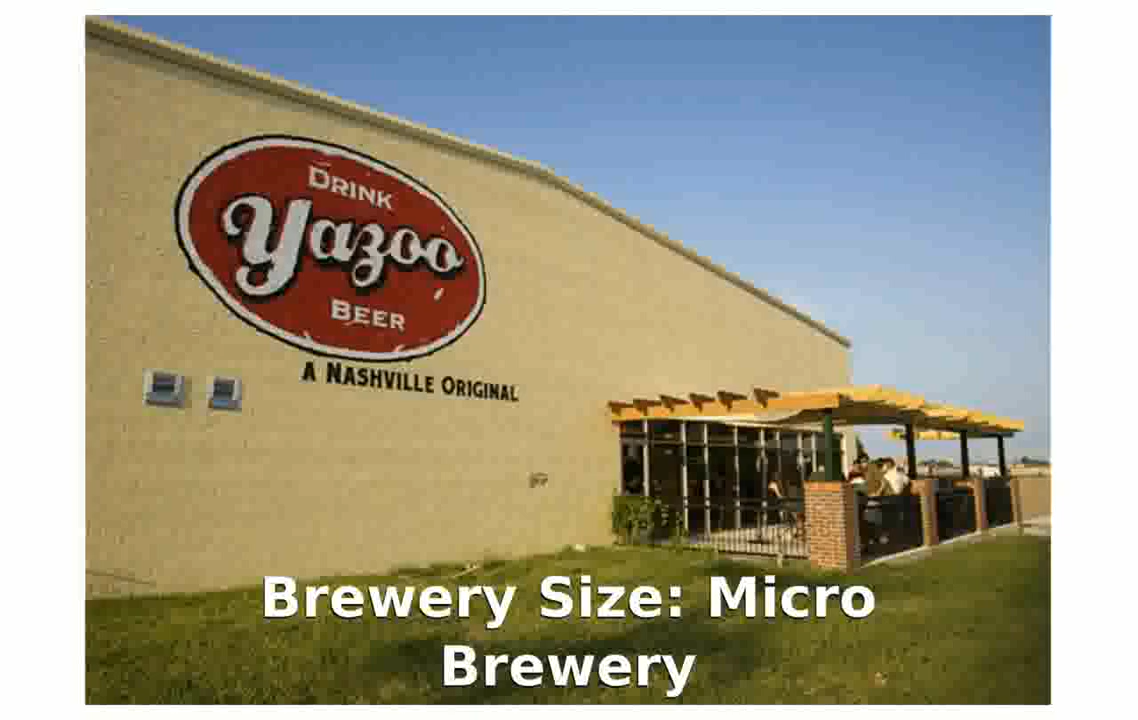 DRINK
Yazoo
BEER
A NASHVILLE ORIGINAL
Brewery Size: Micro
Brewery